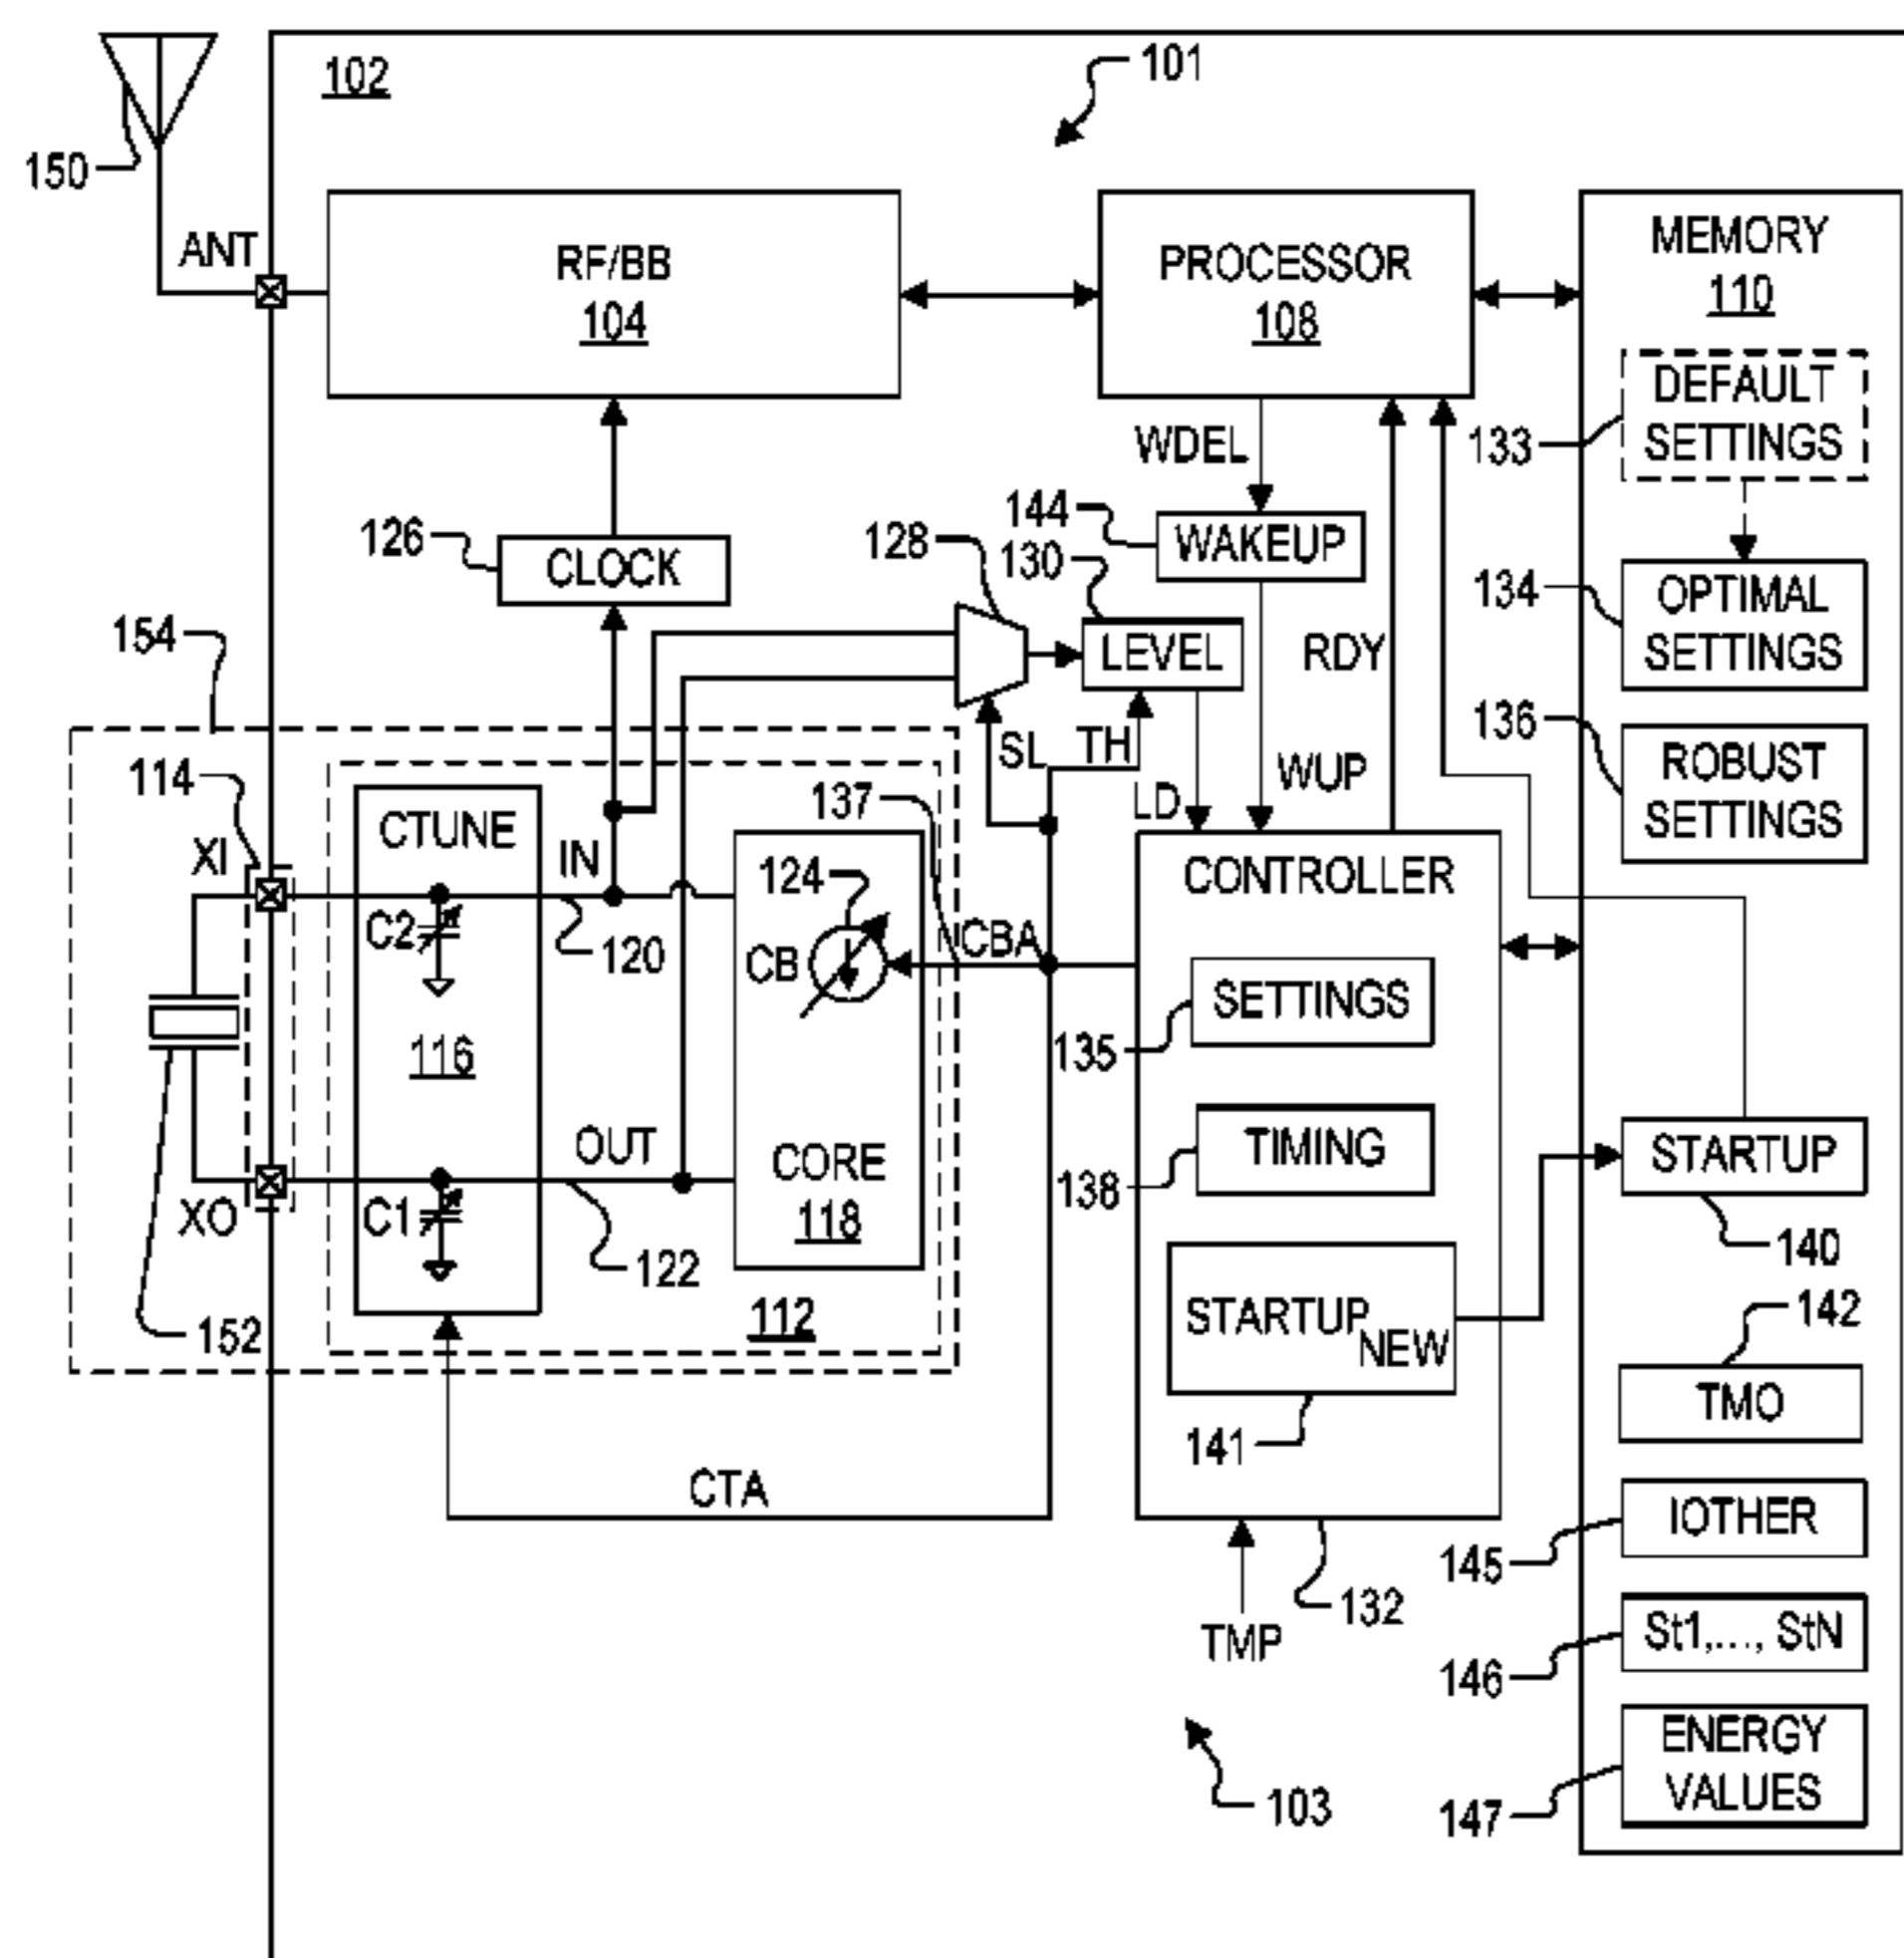 102
101
150
ANT
RF/BB
104
PROCESSOR
108
MEMORY
110
DEFAULT
SETTINGS
133
WDEL
144
WAKEUP
126
CLOCK
128
130
LEVEL
RDY
134
OPTIMAL
SETTINGS
154
136
ROBUST
SETTINGS
114
SL
TH
137
LD
WUP
XI
CTUNE
IN
124
CONTROLLER
C2
120
CB
CBA
SETTINGS
135
116
TIMING
138
OUT
CORE
118
XO
C1
122
STARTUP
140
152
112
STARTUP
NEW
141
142
TMO
CTA
IOTHER
145
132
TMP
St1,..., StN
146
ENERGY
VALUES
147
103